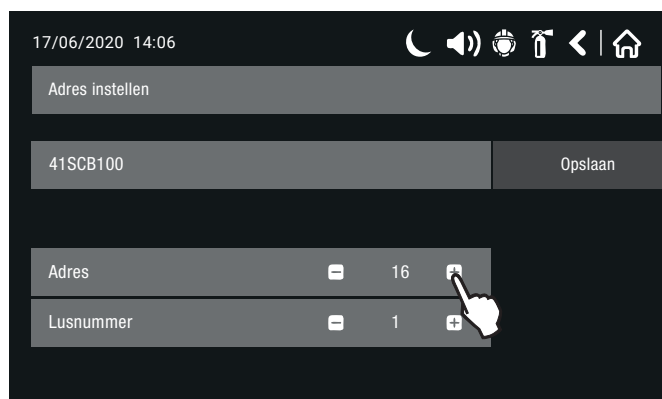 17/06/2020 14:06
Adres instellen
41SCB100 Opslaan
Adres 16
Lusnummer 1